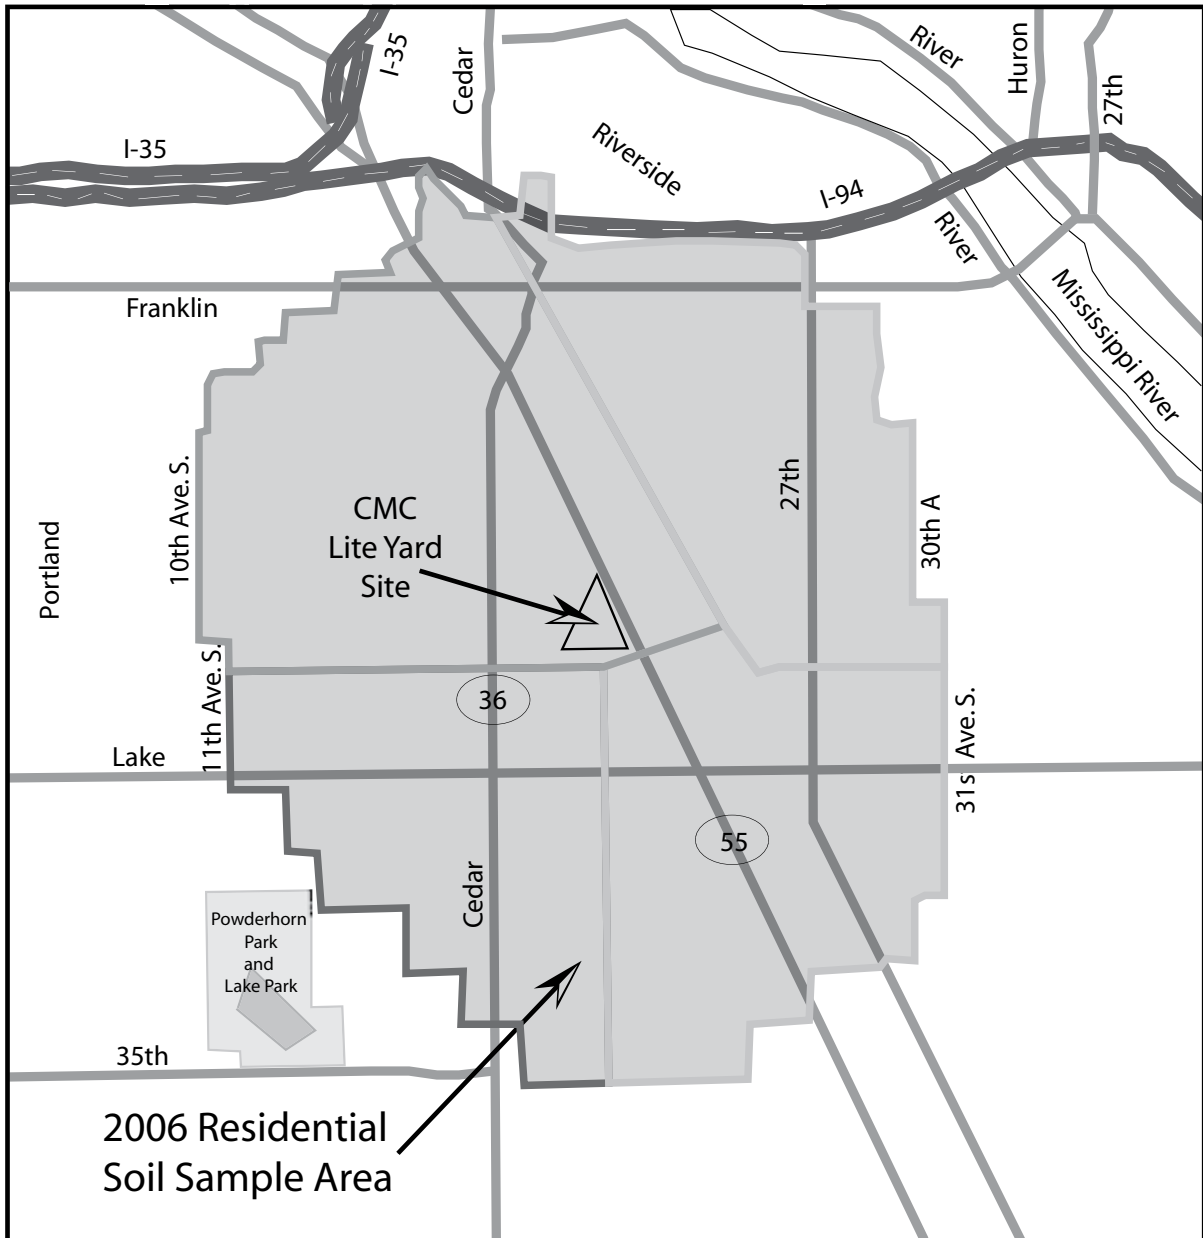 I-35
Cedar
River
Huron
27th
I-35
Riverside
I-94
River
Franklin
Mississippi River
27th
10th Ave. S.
CMC
Lite Yard
Site
30th A
Portland
11th Ave. S.
36
31st Ave. S.
Lake
55
Cedar
Powderhorn
Park
and
Lake Park
35th
2006 Residential
Soil Sample Area